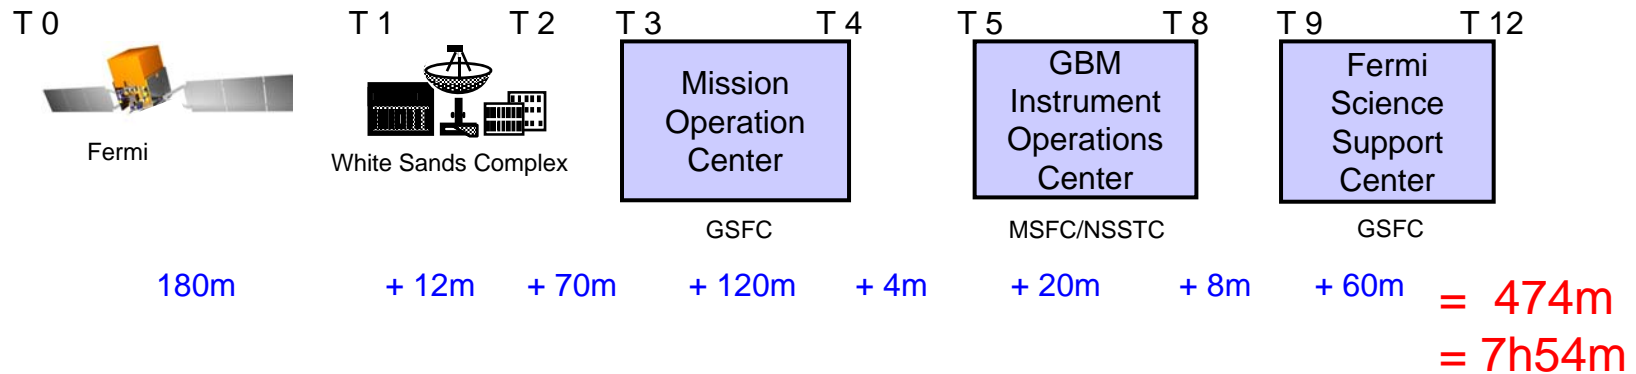 T 0 T 1 T 2 T 3 T 4 T 5 T 8 T 9 T 12
Fermi
White Sands Complex
Mission
Operation
Center
GSFC
GBM
Instrument
Operations
Center
MSFC/NSSTC
Fermi
Science
Support
Center
GSFC
180m + 12m + 70m + 120m + 4m + 20m + 8m + 60m = 474m
= 7h54m